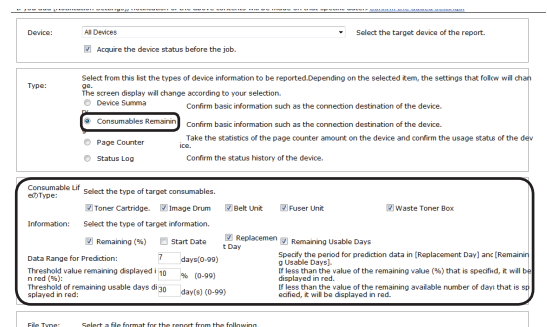 Device: All Devices Select the target device of the report.
Acquire the device status before the job.
Type: Select from this list the types of device information to be reported.Depending on the selected item, the settings that follow will chan
ge.
The screen display will change according to your selection.
Device Summa Confirm basic information such as the connection destination of the device.
Consumables Remainin Confirm basic information such as the connection destination of the device.
Page Counter Take the statistics of the page counter amount on the device and confirm the usage status of the dev
ice.
Status Log Confirm the status history of the device.
Consumable Lif
e Type: Select the type of target consumables.
Toner Cartridge. Image Drum Belt Unit Fuser Unit Waste Toner Box
Information: Select the type of target information.
Remaining (%) Start Date Replacemen
t Day Remaining Usable Days
Data Range for Prediction: 7 days(0-99) Specify the period for prediction data in [Replacement Day] and [Remainin
g Usable Days].
Threshold value remaining displayed i
n red (%): 10 % (0-99) If less than the value of the remaining value (%) that is specified, it will be
displayed in red.
Threshold of remaining usable days di
splayed in red: 30 day(s) (0-99) If less than the value of the remaining available number of days that is sp
ecified, it will be displayed in red.
File Type: Select a file format for the report from the following.